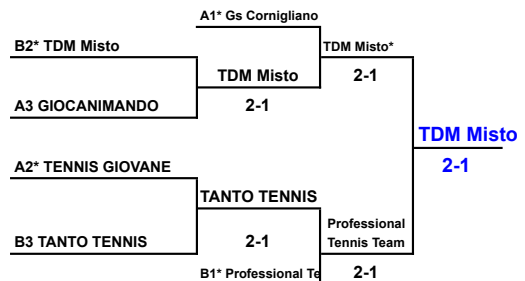 A1* Gs Cornigliano
B2* TDM Misto
TDM Misto*
TDM Misto
2-1
A3 GIOCANIMANDO
2-1
TDM Misto
A2* TENNIS GIOVANE
2-1
TANTO TENNIS
Professional
B3 TANTO TENNIS
2-1
Tennis Team
B1* Professional Te
2-1